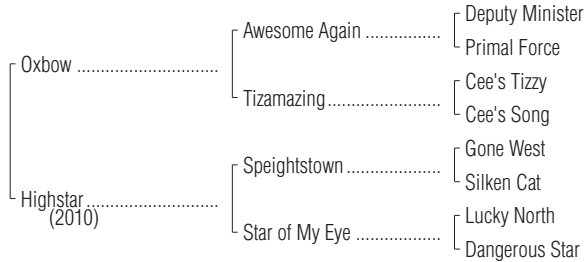 Deputy Minister
Awesome Again ................
Primal Force
Oxbow ..............................
Cee's Tizzy
Tizamazing.......................
Cee's Song
Gone West
Speightstown ....................
Silken Cat
Highstar............................
(2010)
Lucky North
Star of My Eye ..................
Dangerous Star